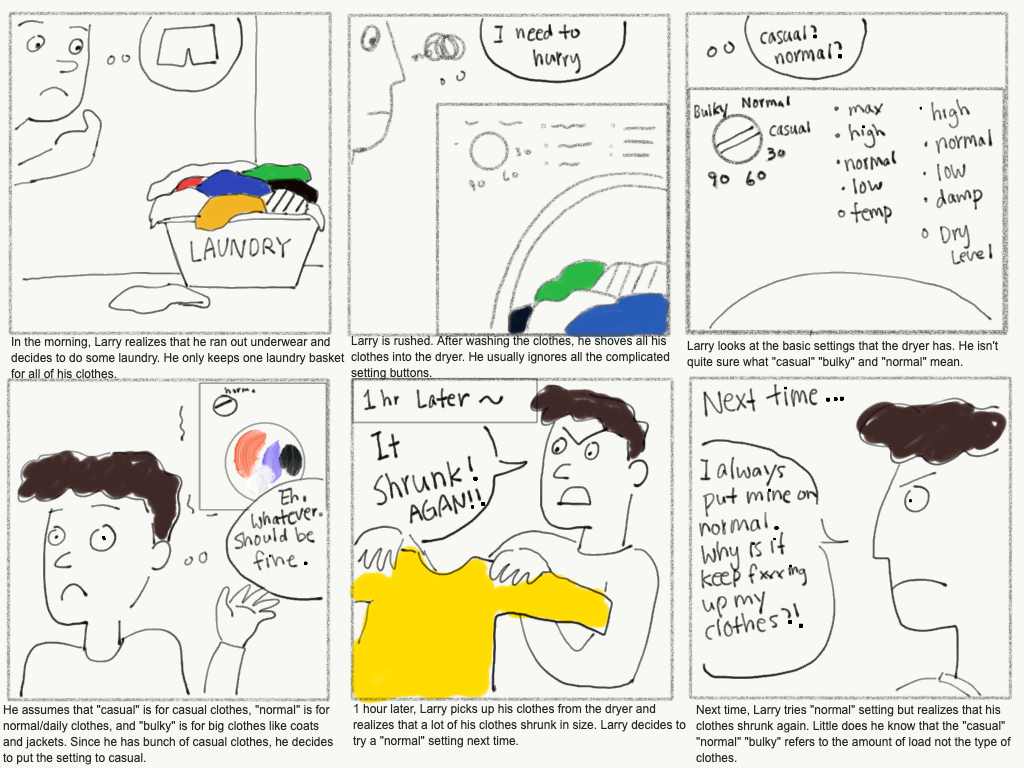 LAUNDRY
In the morning, Larry realizes that he ran out underwear and
decides to do some laundry. He only keeps one laundry basket
for all of his clothes.
I need to
hurry
30
60
90
Larry is rushed. After washing the clothes, he shoves all his
clothes into the dryer. He usually ignores all the complicated
setting buttons.
casual?
normal?
Bulky Normal
casual
30
90 60
• max
• high
• normal
• low
○ temp
• high
• normal
• low
• damp
○ Dry
Level
Larry looks at the basic settings that the dryer has. He isn't
quite sure what "casual" "bulky" and "normal" mean.
Eh,
whatever.
Should be
fine.
He assumes that "casual" is for casual clothes, "normal" is for
normal/daily clothes, and "bulky" is for big clothes like coats
and jackets. Since he has bunch of casual clothes, he decides
to put the setting to casual.
1 hr Later ~
It
Shrunk!
AGAN!!
1 hour later, Larry picks up his clothes from the dryer and
realizes that a lot of his clothes shrunk in size. Larry decides to
try a "normal" setting next time.
Next time ...
I always
put mine on
normal.
Why is it
keep fxxxing
up my
clothes?!
Next time, Larry tries "normal" setting but realizes that his
clothes shrunk again. Little does he know that the "casual"
"normal" "bulky" refers to the amount of load not the type of
clothes.